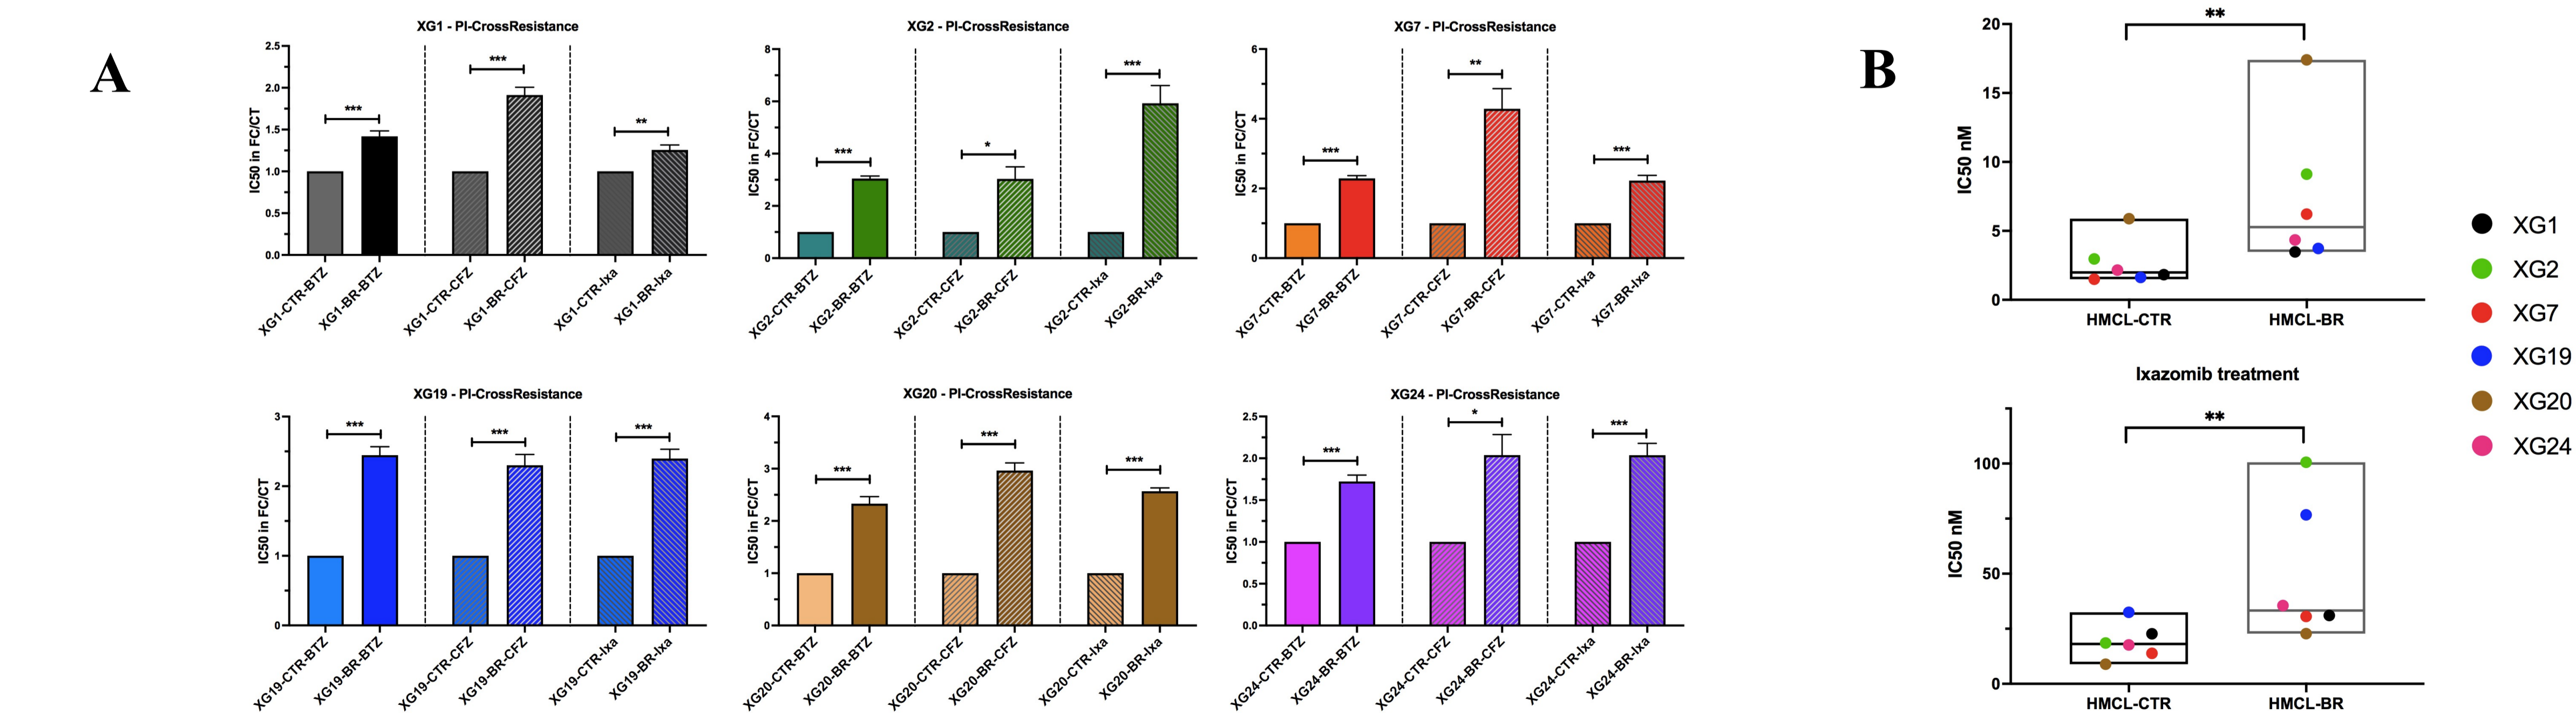 A
XG1 - PI-CrossResistance
IC50 in FC/CT
2.5
2.0
1.5
1.0
0.5
0.0
***
***
**
XG1-CTR-BTZ
XG1-BR-BTZ
XG1-CTR-CFZ
XG1-BR-CFZ
XG1-CTR-Ixa
XG1-BR-Ixa
XG2 - PI-CrossResistance
IC50 in FC/CT
8
6
4
2
0
***
*
***
XG2-CTR-BTZ
XG2-BR-BTZ
XG2-CTR-CFZ
XG2-BR-CFZ
XG2-CTR-Ixa
XG2-BR-Ixa
XG7 - PI-CrossResistance
IC50 in FC/CT
6
4
2
0
***
**
***
XG7-CTR-BTZ
XG7-BR-BTZ
XG7-CTR-CFZ
XG7-BR-CFZ
XG7-CTR-Ixa
XG7-BR-Ixa
XG19 - PI-CrossResistance
IC50 in FC/CT
3
2
1
0
***
***
***
XG19-CTR-BTZ
XG19-BR-BTZ
XG19-CTR-CFZ
XG19-BR-CFZ
XG19-CTR-Ixa
XG19-BR-Ixa
XG20 - PI-CrossResistance
IC50 in FC/CT
4
3
2
1
0
***
***
***
XG20-CTR-BTZ
XG20-BR-BTZ
XG20-CTR-CFZ
XG20-BR-CFZ
XG20-CTR-Ixa
XG20-BR-Ixa
XG24 - PI-CrossResistance
IC50 in FC/CT
2.5
2.0
1.5
1.0
0.5
0.0
***
*
***
XG24-CTR-BTZ
XG24-BR-BTZ
XG24-CTR-CFZ
XG24-BR-CFZ
XG24-CTR-Ixa
XG24-BR-Ixa
B
IC50 nM
20
15
10
5
0
**
HMCL-CTR
HMCL-BR
Ixazomib treatment
IC50 nM
100
50
0
**
HMCL-CTR
HMCL-BR
XG1
XG2
XG7
XG19
XG20
XG24